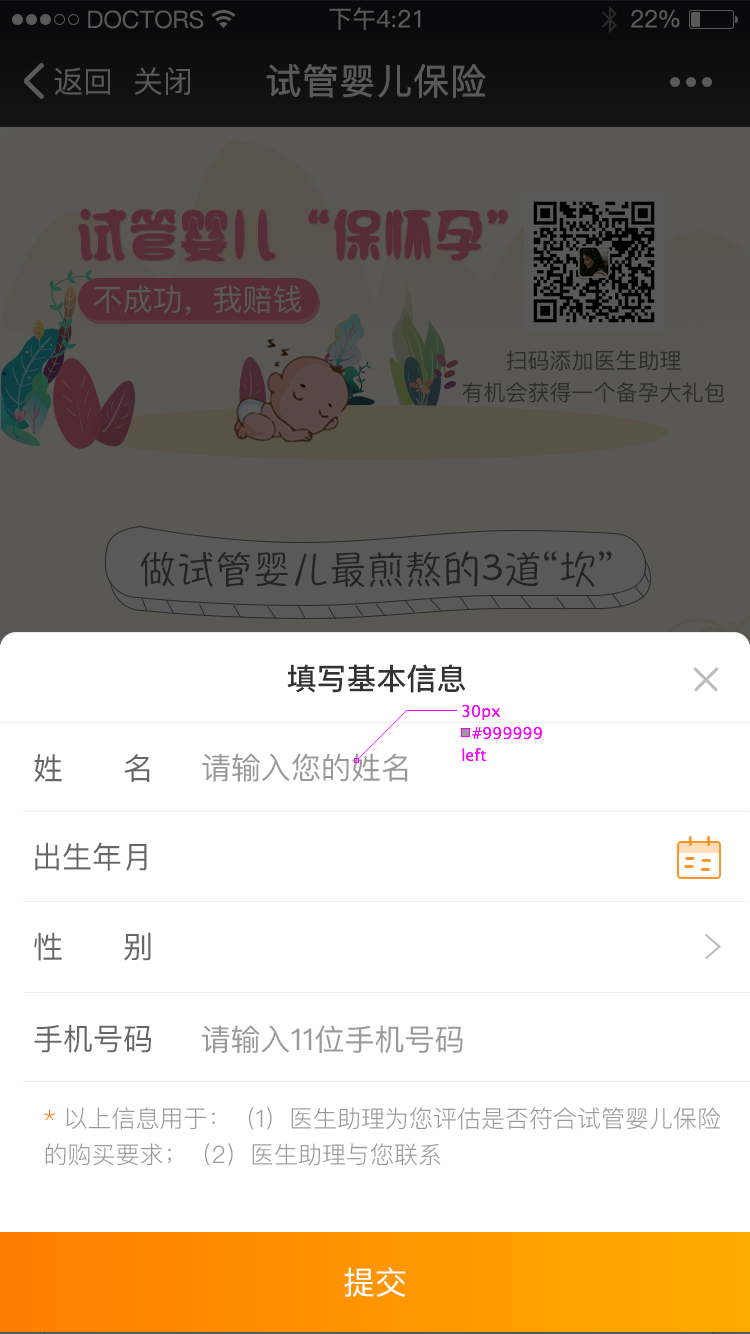 DOCTORS 下午4:21 22%
返回 关闭 试管婴儿保险
试管婴儿“保怀孕”
不成功，我赔钱
扫码添加医生助理
有机会获得一个备孕大礼包
做试管婴儿最煎熬的3道“坎”
填写基本信息
30px
#999999
left
姓 名 请输入您的姓名
出生年月
性 别
手机号码 请输入11位手机号码
* 以上信息用于：（1）医生助理为您评估是否符合试管婴儿保险
的购买要求；（2）医生助理与您联系
提交